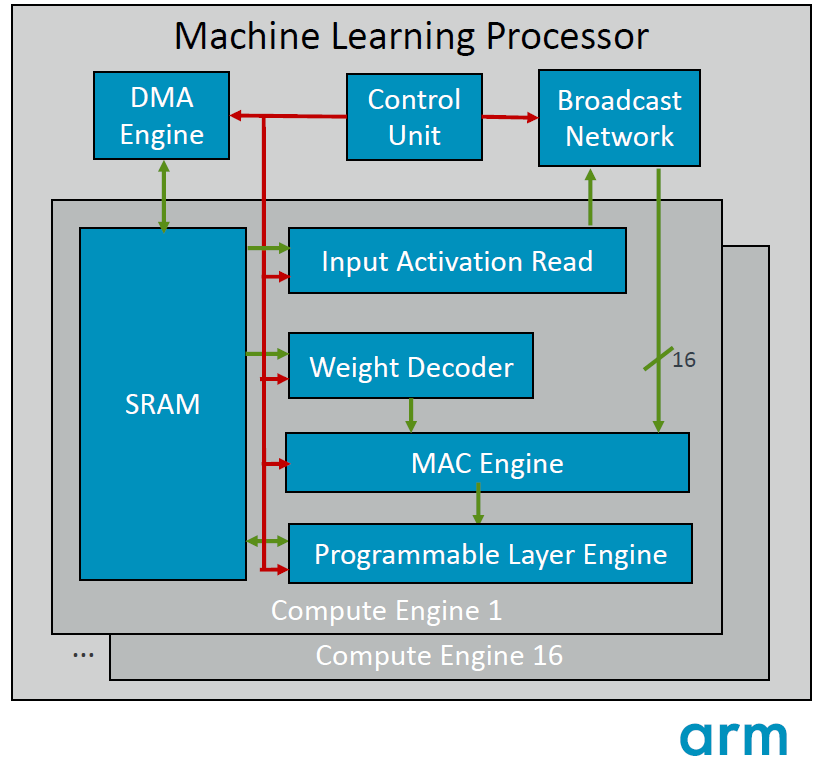 Machine Learning Processor
DMA
Engine
Control
Unit
Broadcast
Network
Input Activation Read
Weight Decoder
16
SRAM
MAC Engine
Programmable Layer Engine
Compute Engine 1
...
Compute Engine 16
arm